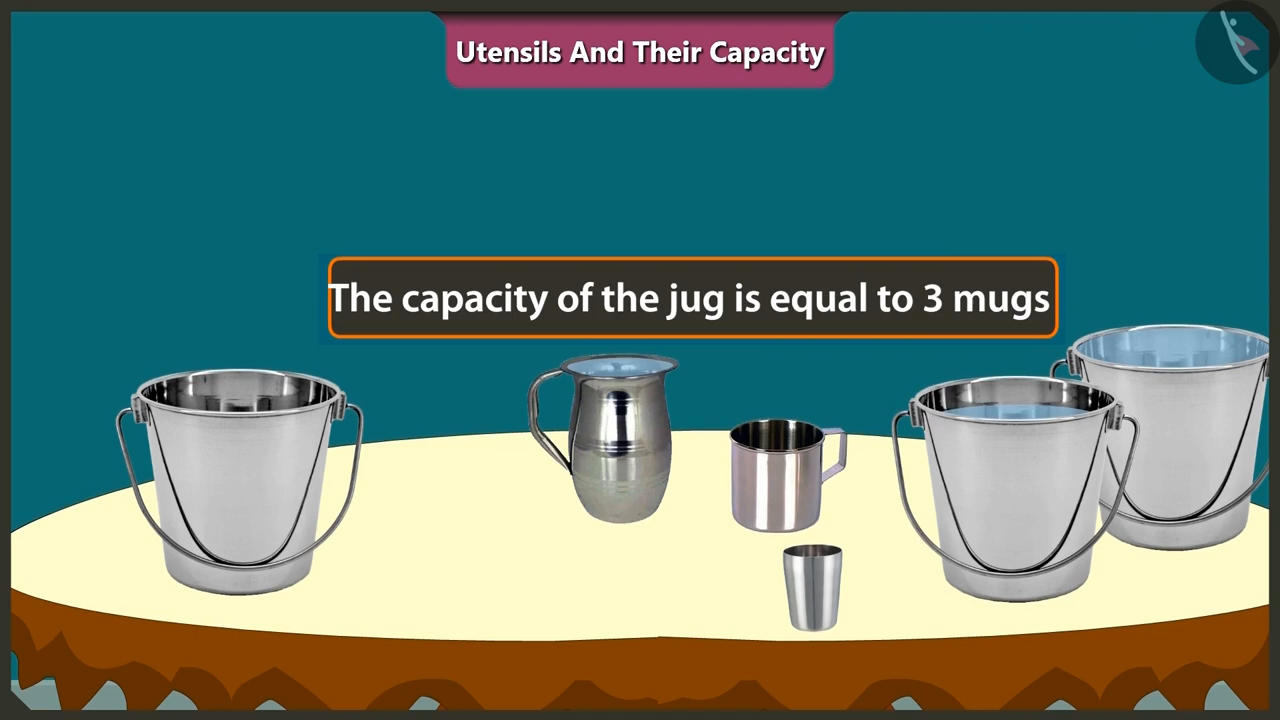 Utensils And Their Capacity
The capacity of the jug is equal to 3 mugs